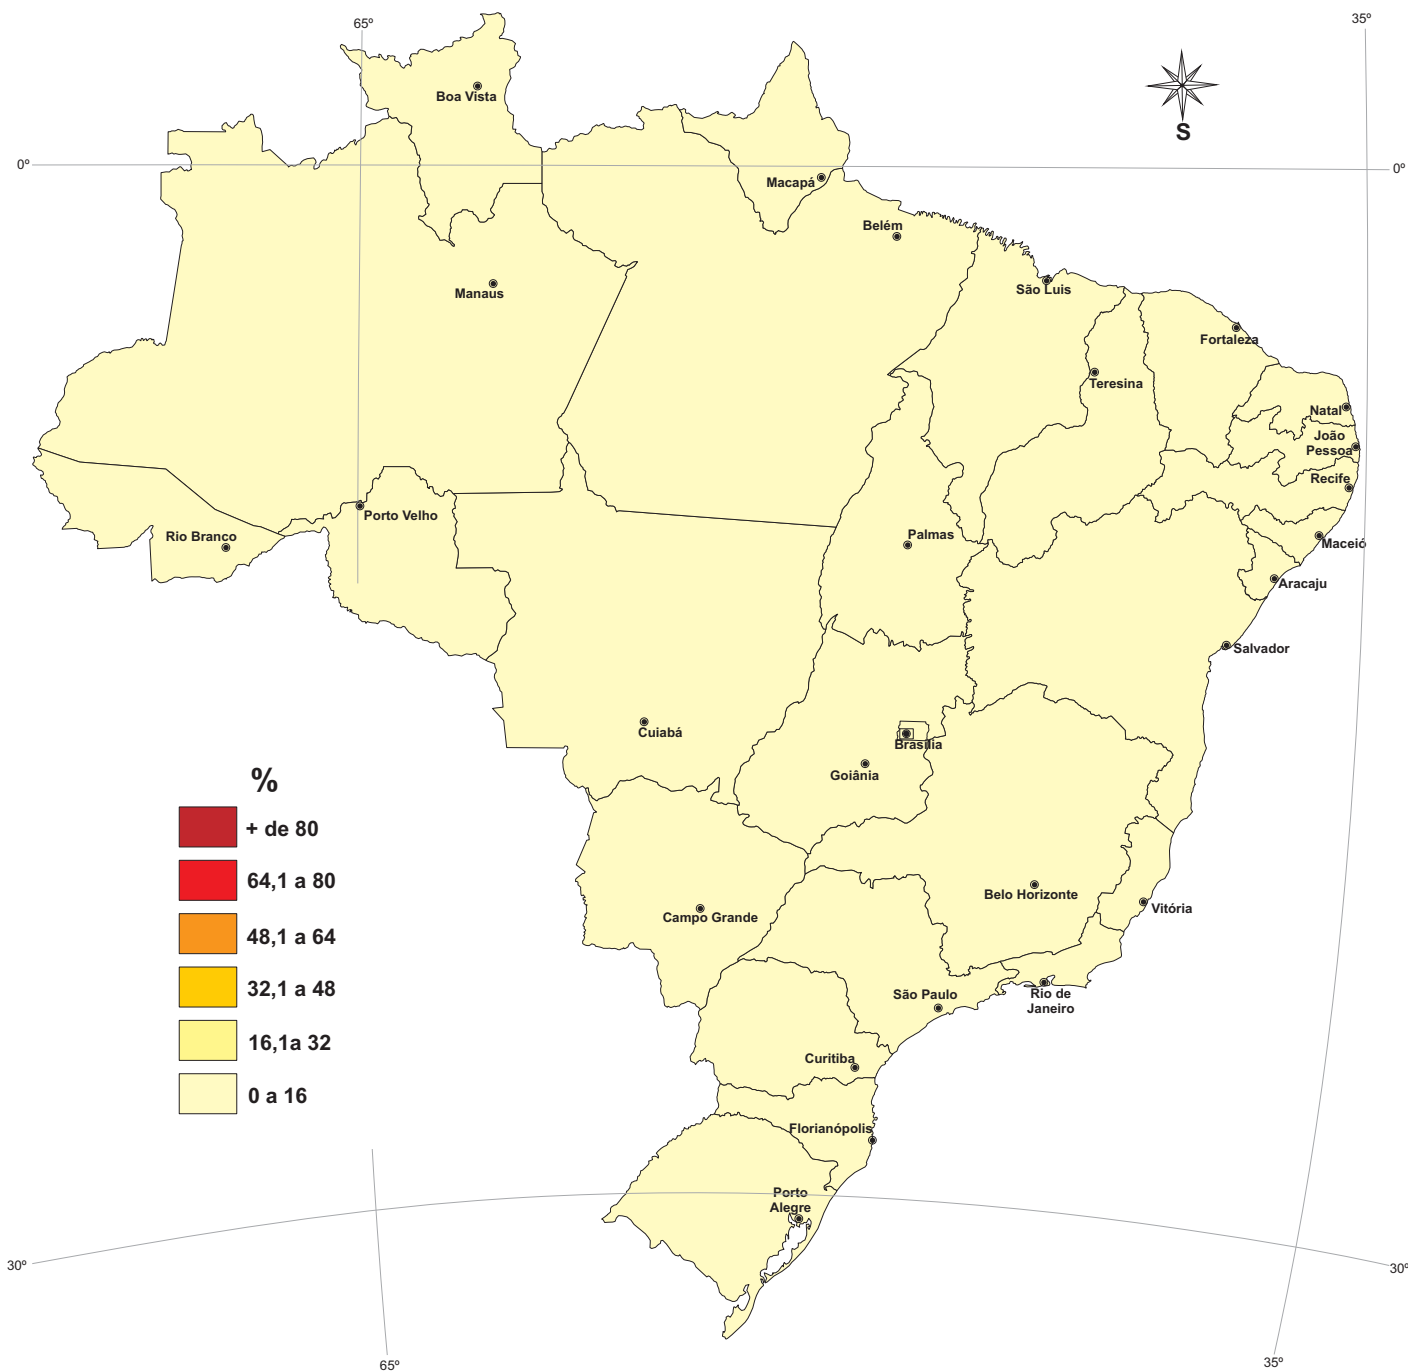 65º
35º
Boa Vista
S
0º
0º
Macapá
Belém
Manaus
São Luis
Fortaleza
Teresina
Natal
João
Pessoa
Recife
Porto Velho
Rio Branco
Palmas
Maceió
Aracaju
Salvador
Cuiabá
Brasília
Goiânia
%
+ de 80
64,1 a 80
48,1 a 64
32,1 a 48
16,1a 32
0 a 16
Belo Horizonte
Vitória
Campo Grande
São Paulo
Rio de
Janeiro
Curitiba
Florianópolis
Porto
Alegre
30º
30º
65º
35º